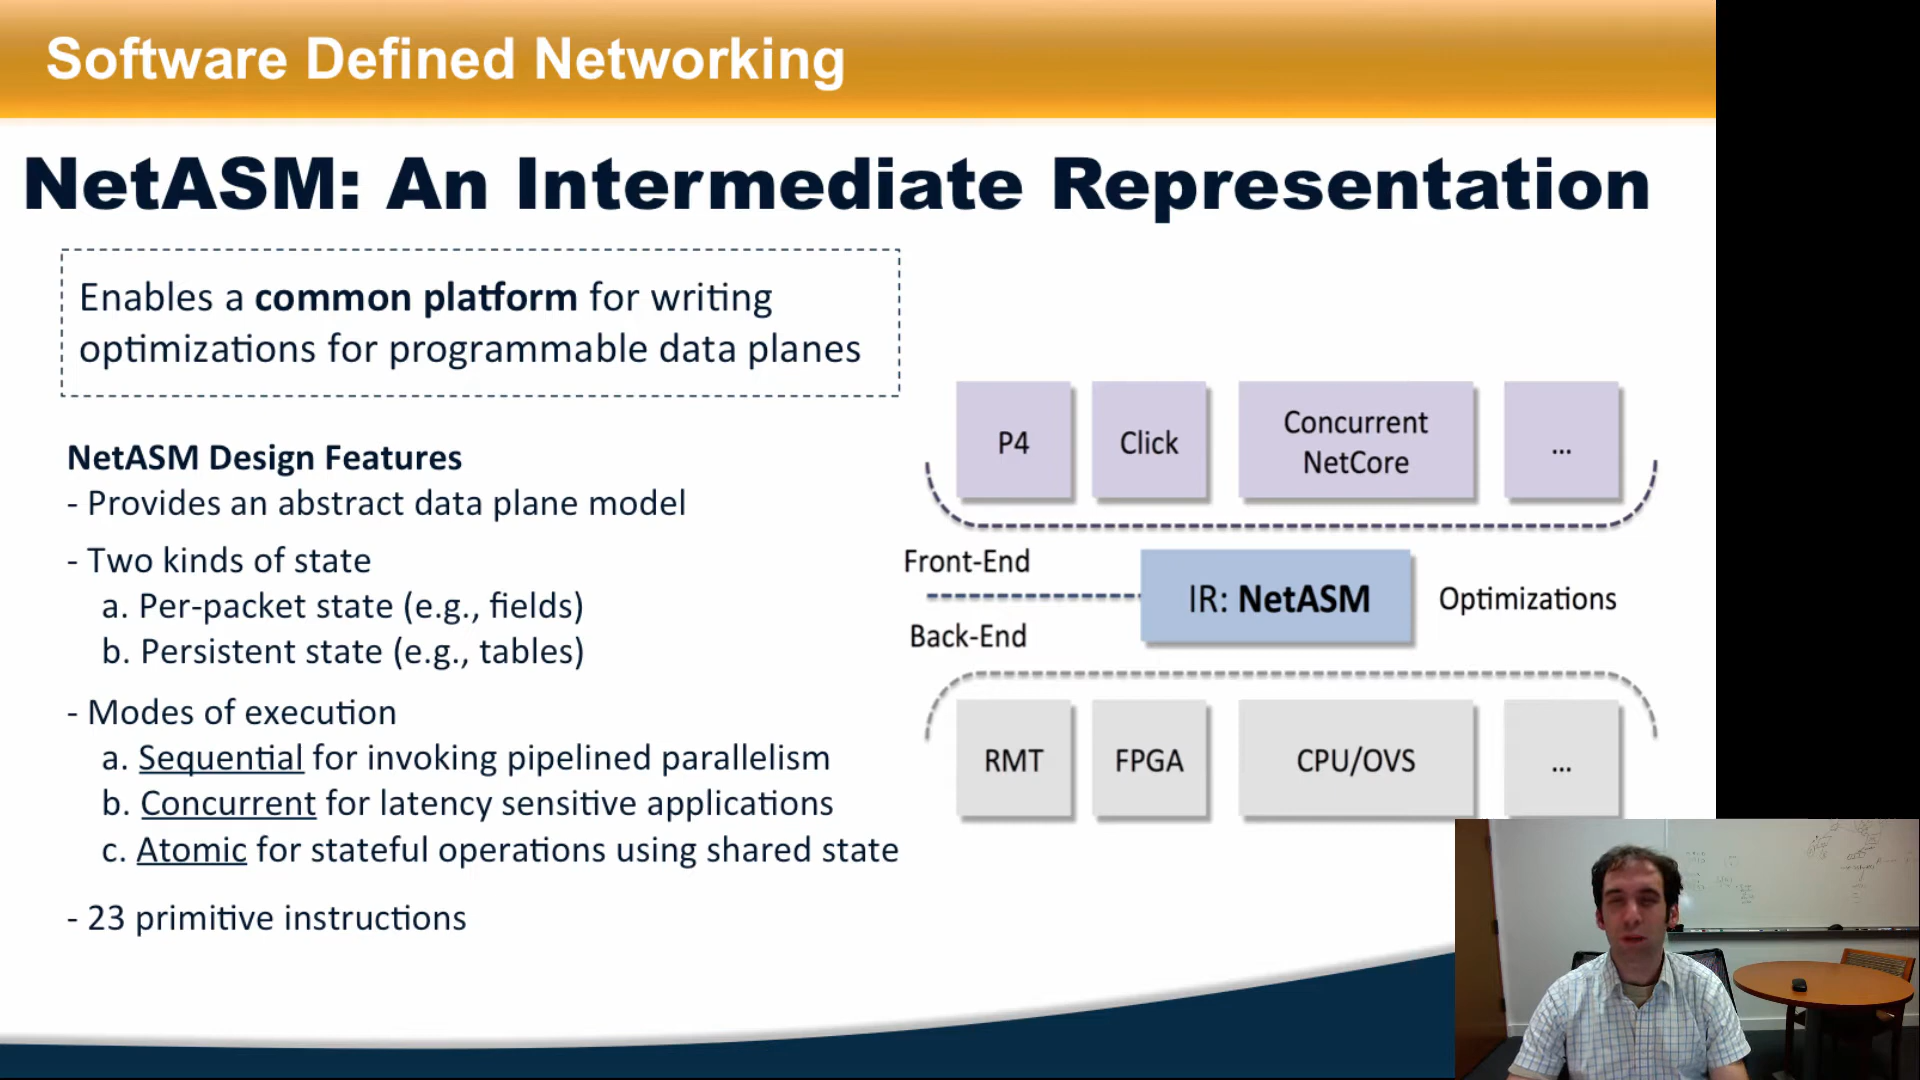 Software Defined Networking
NetASM: An Intermediate Representation
Enables a common platform for writing
optimizations for programmable data planes
NetASM Design Features
- Provides an abstract data plane model
- Two kinds of state
a. Per-packet state (e.g., fields)
b. Persistent state (e.g., tables)
- Modes of execution
a. Sequential for invoking pipelined parallelism
b. Concurrent for latency sensitive applications
c. Atomic for stateful operations using shared state
- 23 primitive instructions
P4
Click
Concurrent
NetCore
...
Front-End
IR: NetASM
Optimizations
Back-End
RMT
FPGA
CPU/OVS
...